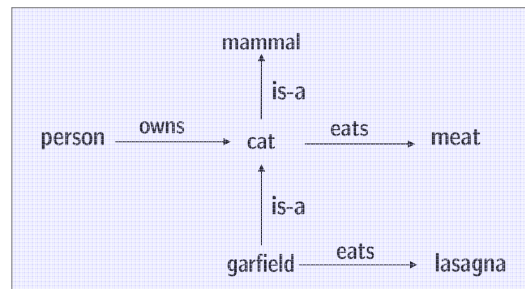 mammal
is-a
person owns cat eats meat
is-a
garfield eats lasagna